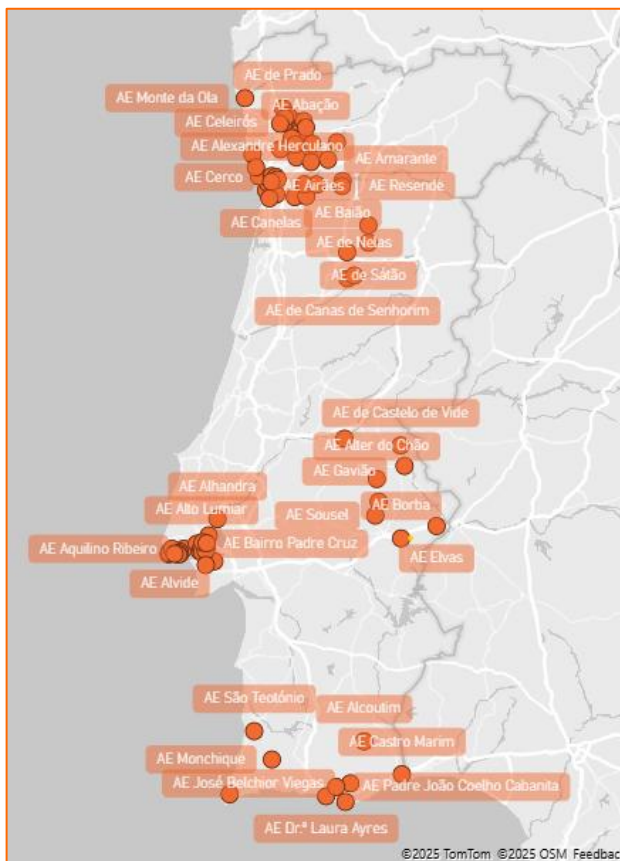 AE de Prado
AE Monte da Ola
AE Abação
AE Celeirós
AE Alexandre Herculano
AE Amarante
AE Cerco
AE Airães
AE Resende
AE Baião
AE Canelas
AE de Nelas
AE de Sátão
AE de Canas de Senhorim
AE de Castelo de Vide
AE Alter do Chão
AE Gavião
AE Alhandra
AE Alto Lumiar
AE Sousel
AE Borba
AE Aquilino Ribeiro
AE Bairro Padre Cruz
AE Elvas
AE Alvide
AE São Teotónio
AE Alcoutim
AE Castro Marim
AE Monchique
AE José Belchior Viegas
AE Padre João Coelho Cabanita
AE Dr.ª Laura Ayres
©2025 TomTom ©2025 OSM Feedbac